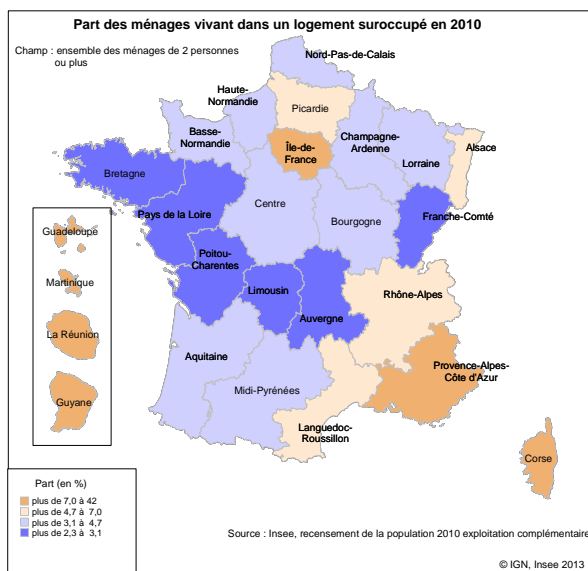 Part des ménages vivant dans un logement suroccupé en 2010
Champ : ensemble des ménages de 2 personnes
ou plus
Nord-Pas-de-Calais
Haute-
Normandie
Picardie
Basse-
Normandie
Île-de-
France
Champagne-
Ardenne
Lorraine
Alsace
Bretagne
Pays de la Loire
Centre
Bourgogne
Franche-Comté
Poitou-
Charentes
Limousin
Auvergne
Rhône-Alpes
Aquitaine
Midi-Pyrénées
Languedoc-
Roussillon
Provence-Alpes-
Côte d'Azur
Corse
Guadeloupe
Martinique
La Réunion
Guyane
Part (en %)
plus de 7,0 à 42
plus de 4,7 à 7,0
plus de 3,1 à 4,7
plus de 2,3 à 3,1
Source : Insee, recensement de la population 2010 exploitation complémentaire
© IGN, Insee 2013